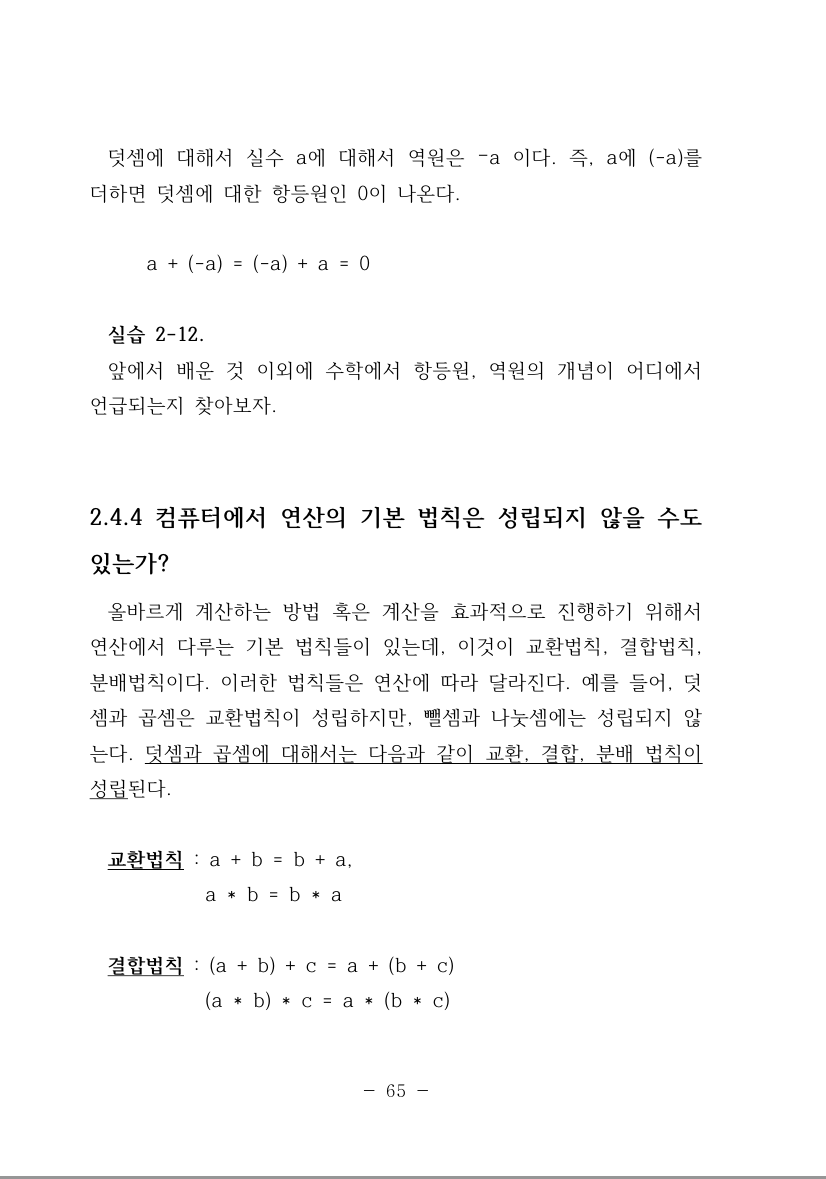 덧셈에 대해서 실수 a에 대해서 역원은 -a 이다. 즉, a에 (-a)를
더하면 덧셈에 대한 항등원인 0이 나온다.
a + (-a) = (-a) + a = 0
실습 2-12.
앞에서 배운 것 이외에 수학에서 항등원, 역원의 개념이 어디에서
언급되는지 찾아보자.
2.4.4 컴퓨터에서 연산의 기본 법칙은 성립되지 않을 수도
있는가?
올바르게 계산하는 방법 혹은 계산을 효과적으로 진행하기 위해서
연산에서 다루는 기본 법칙들이 있는데, 이것이 교환법칙, 결합법칙,
분배법칙이다. 이러한 법칙들은 연산에 따라 달라진다. 예를 들어, 덧
셈과 곱셈은 교환법칙이 성립하지만, 뺄셈과 나눗셈에는 성립되지 않
는다. 덧셈과 곱셈에 대해서는 다음과 같이 교환, 결합, 분배 법칙이
성립된다.
교환법칙 : a + b = b + a,
a * b = b * a
결합법칙 : (a + b) + c = a + (b + c)
(a * b) * c = a * (b * c)
- 65 -